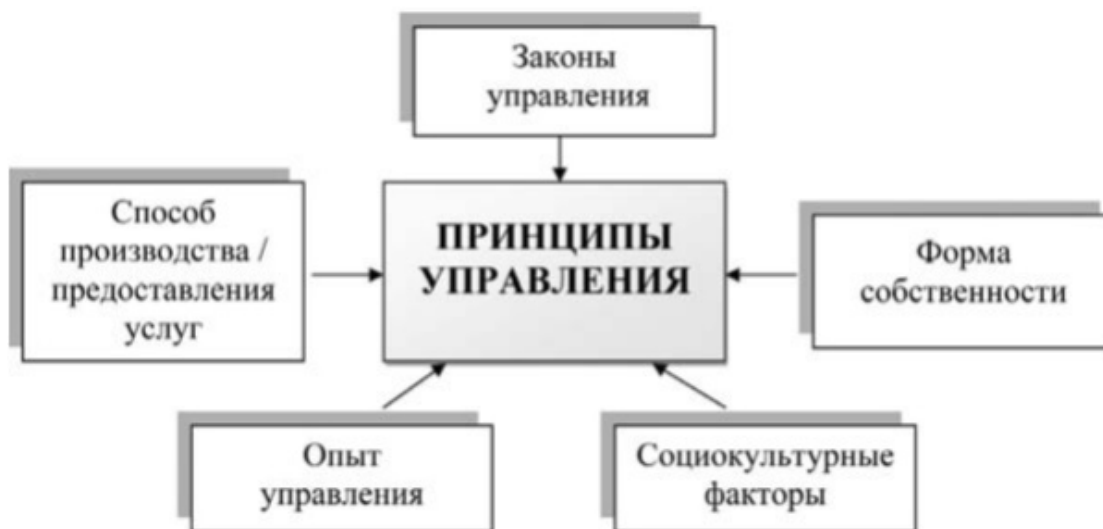 Законы
управления
Способ
производства /
предоставления
услуг
ПРИНЦИПЫ
УПРАВЛЕНИЯ
Форма
собственности
Опыт
управления
Социокультурные
факторы